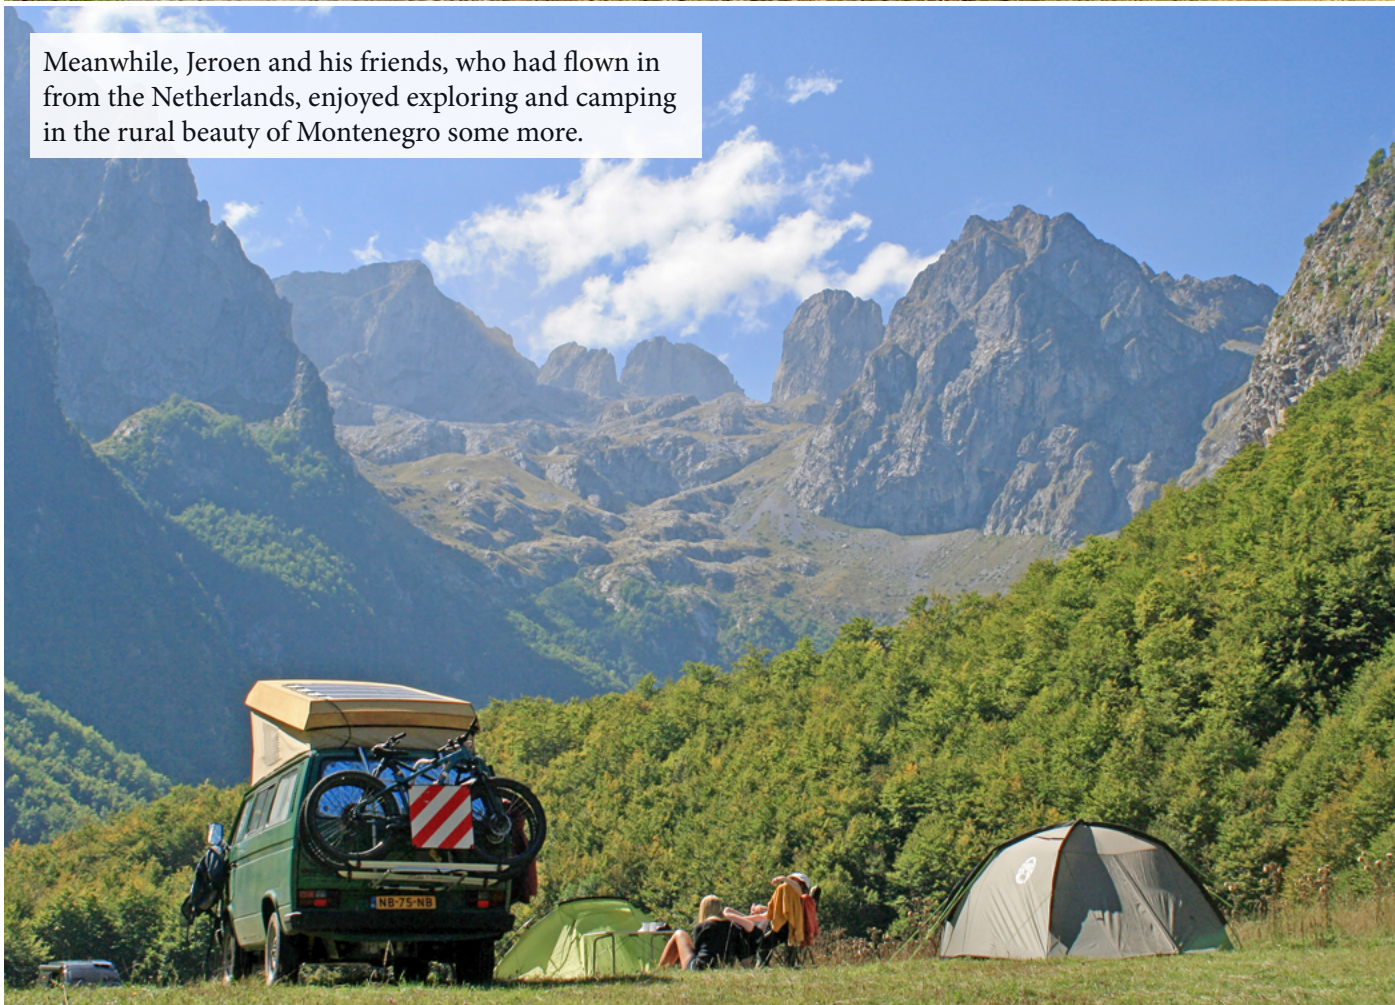 Meanwhile, Jeroen and his friends, who had flown in
from the Netherlands, enjoyed exploring and camping
in the rural beauty of Montenegro some more.
NB-75-NB